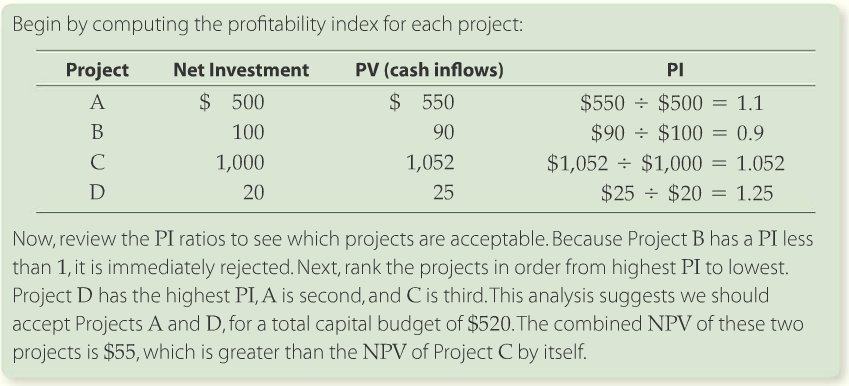 Begin by computing the profitability index for each project:
Project Net Investment PV (cash inflows) PI
A $ 500 $ 550 $550 ÷ $500 = 1.1
B 100 90 $90 ÷ $100 = 0.9
C 1,000 1,052 $1,052 ÷ $1,000 = 1.052
D 20 25 $25 ÷ $20 = 1.25
Now, review the PI ratios to see which projects are acceptable. Because Project B has a PI less
than 1, it is immediately rejected. Next, rank the projects in order from highest PI to lowest.
Project D has the highest PI, A is second, and C is third. This analysis suggests we should
accept Projects A and D, for a total capital budget of $520. The combined NPV of these two
projects is $55, which is greater than the NPV of Project C by itself.